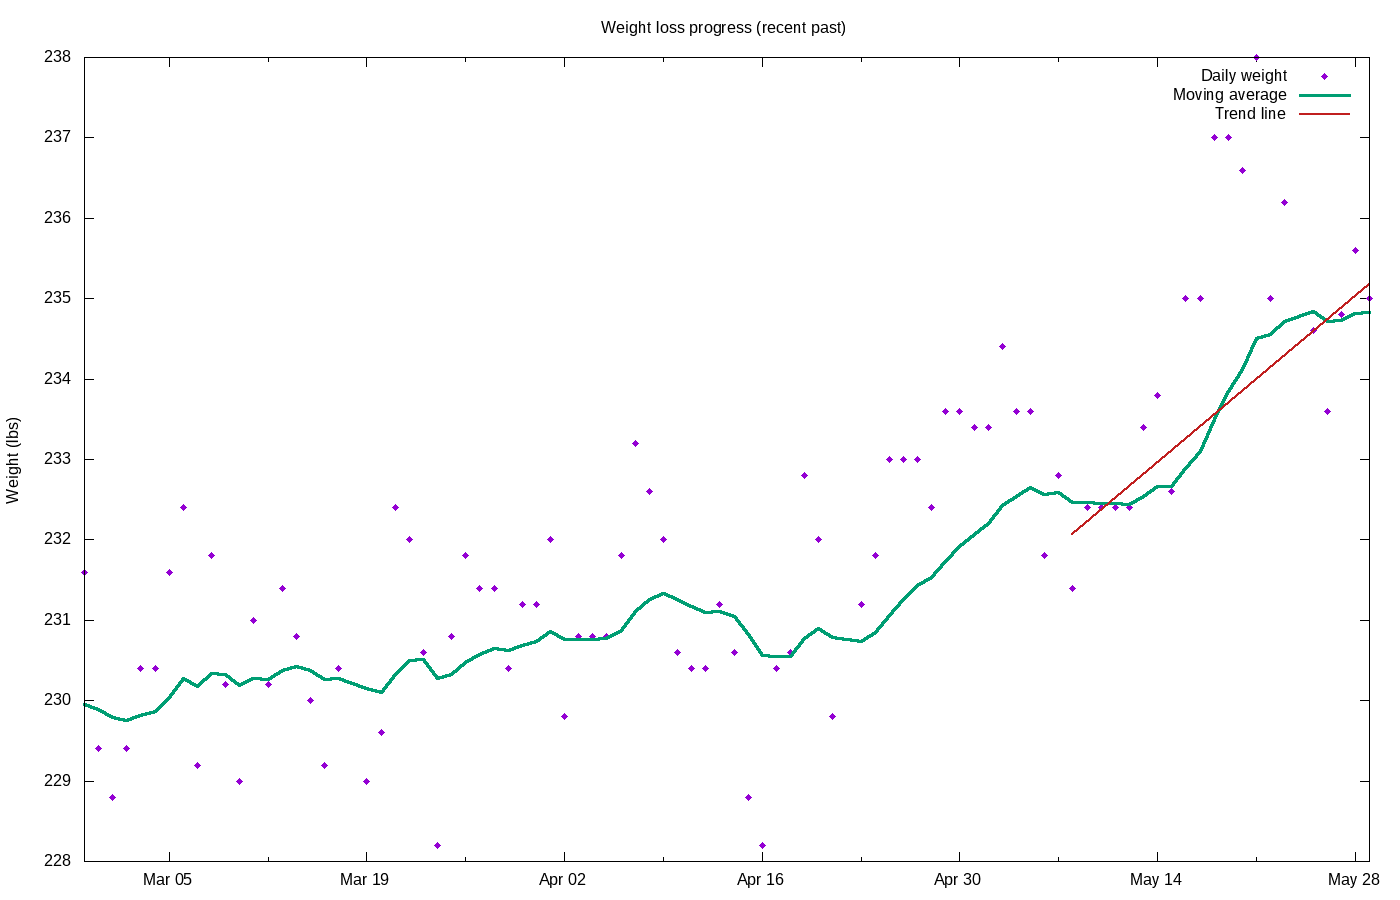 Weight loss progress (recent past)
238
237
236
235
234
233
232
231
230
229
228
Weight (lbs)
Daily weight
Moving average
Trend line
Mar 05 Mar 19 Apr 02 Apr 16 Apr 30 May 14 May 28